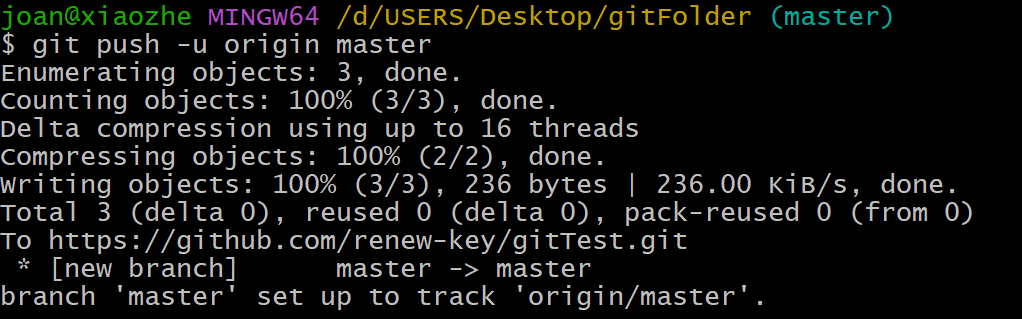 joan@xiaozhe MINGW64 /d/USERS/Desktop/gitFolder (master)
$ git push -u origin master
Enumerating objects: 3, done.
Counting objects: 100% (3/3), done.
Delta compression using up to 16 threads
Compressing objects: 100% (2/2), done.
Writing objects: 100% (3/3), 236 bytes | 236.00 KiB/s, done.
Total 3 (delta 0), reused 0 (delta 0), pack-reused 0 (from 0)
To https://github.com/renew-key/gitTest.git
 * [new branch]      master -> master
branch 'master' set up to track 'origin/master'.